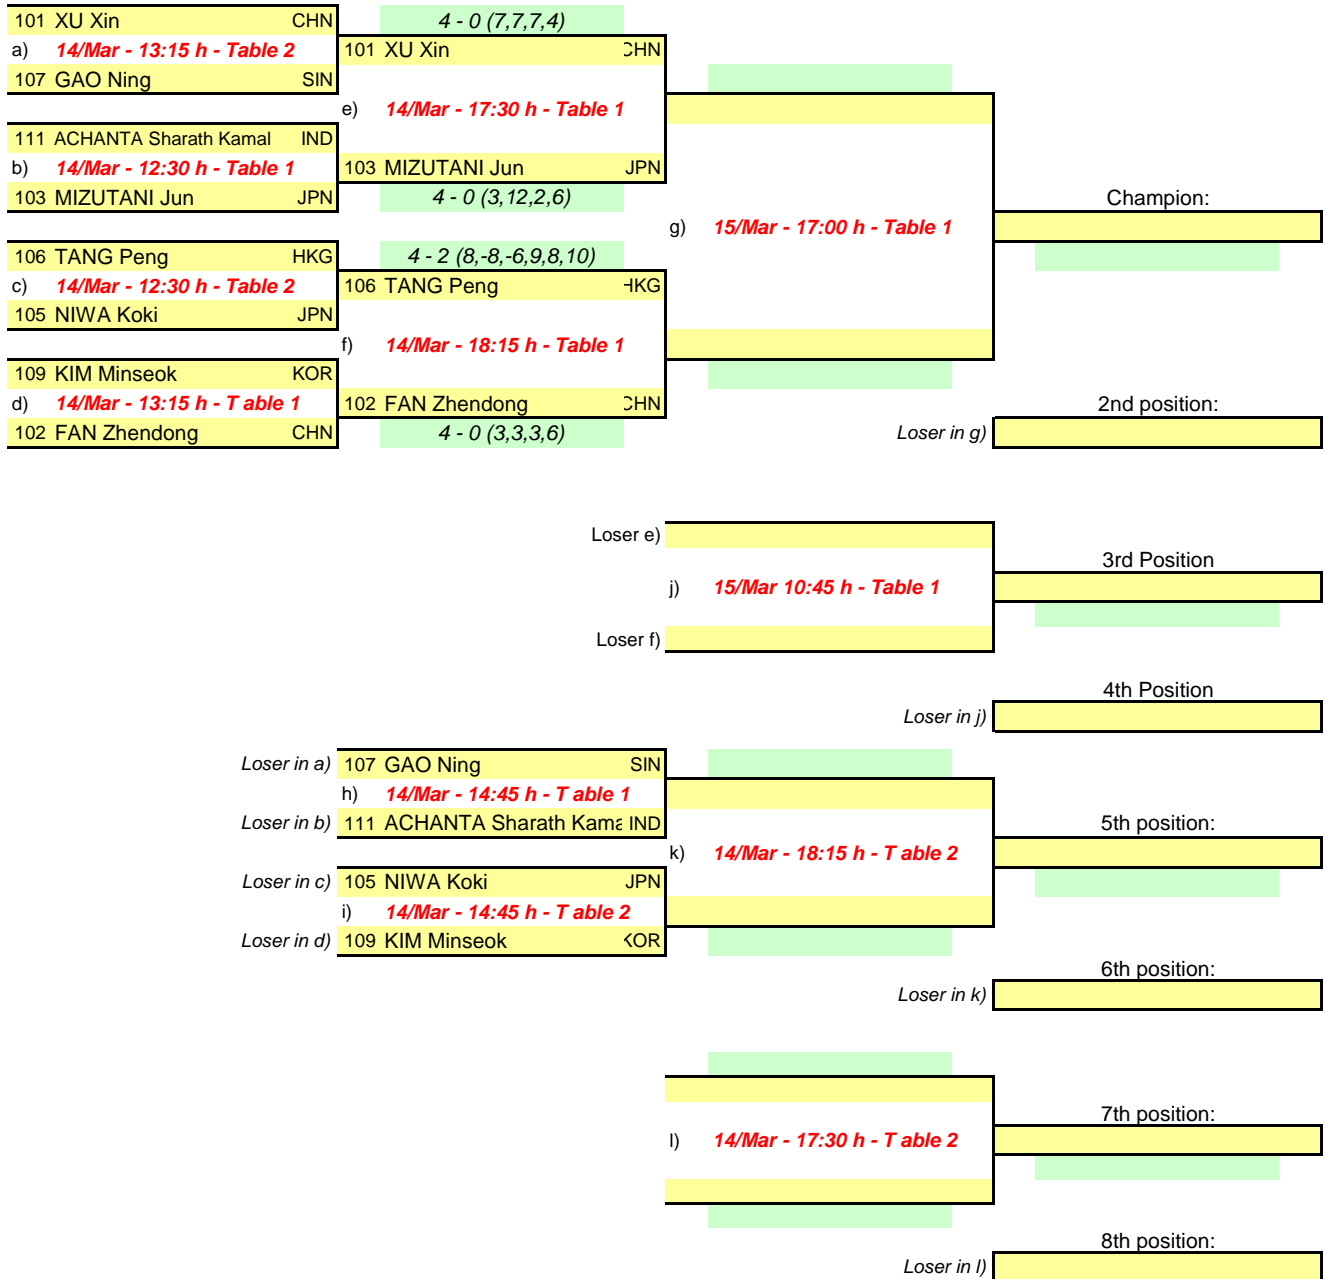 101 XU Xin CHN 4 - 0 (7,7,7,4)
a) 14/Mar - 13:15 h - Table 2 101 XU Xin CHN
107 GAO Ning SIN
e) 14/Mar - 17:30 h - Table 1
111 ACHANTA Sharath Kamal IND
b) 14/Mar - 12:30 h - Table 1 103 MIZUTANI Jun JPN
103 MIZUTANI Jun JPN 4 - 0 (3,12,2,6) Champion:
g) 15/Mar - 17:00 h - Table 1
106 TANG Peng HKG 4 - 2 (8,-8,-6,9,8,10)
c) 14/Mar - 12:30 h - Table 2 106 TANG Peng HKG
105 NIWA Koki JPN
f) 14/Mar - 18:15 h - Table 1
109 KIM Minseok KOR
d) 14/Mar - 13:15 h - T able 1 102 FAN Zhendong CHN 2nd position:
102 FAN Zhendong CHN 4 - 0 (3,3,3,6) Loser in g)
Loser e)
3rd Position
j) 15/Mar 10:45 h - Table 1
Loser f)
4th Position
Loser in j)
Loser in a) 107 GAO Ning SIN
h) 14/Mar - 14:45 h - T able 1
Loser in b) 111 ACHANTA Sharath Kama IND 5th position:
k) 14/Mar - 18:15 h - T able 2
Loser in c) 105 NIWA Koki JPN
i) 14/Mar - 14:45 h - T able 2
Loser in d) 109 KIM Minseok KOR
6th position:
Loser in k)
7th position:
l) 14/Mar - 17:30 h - T able 2
8th position:
Loser in l)